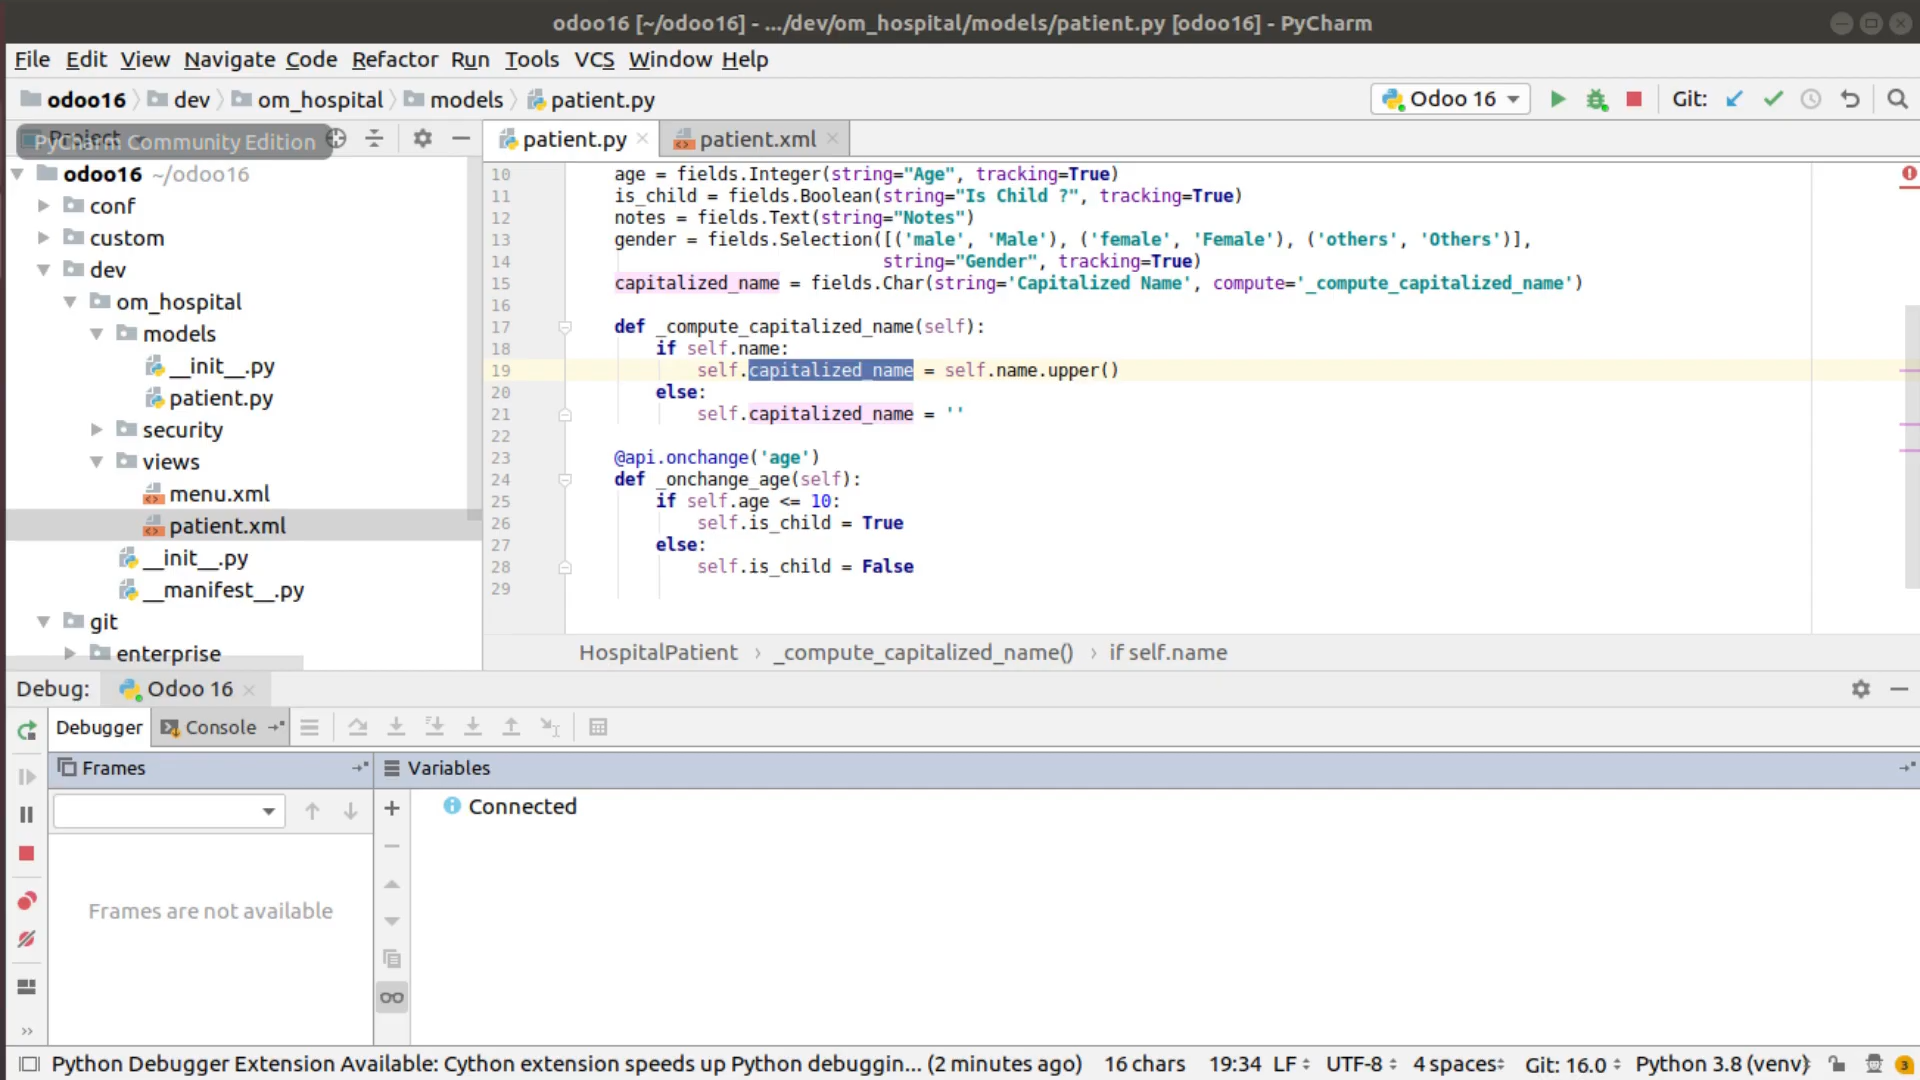 odoo16 [~/odoo16] - .../dev/om_hospital/models/patient.py [odoo16] - PyCharm
File Edit View Navigate Code Refactor Run Tools VCS Window Help
odoo16 dev om_hospital models patient.py Odoo 16 Git:
Project
PyCharm Community Edition
patient.py patient.xml
odoo16 ~/odoo16
conf
custom
dev
om_hospital
models
__init__.py
patient.py
security
views
menu.xml
patient.xml
__init__.py
__manifest__.py
git
enterprise
10 age = fields.Integer(string="Age", tracking=True)
11 is_child = fields.Boolean(string="Is Child ?", tracking=True)
12 notes = fields.Text(string="Notes")
13 gender = fields.Selection([('male', 'Male'), ('female', 'Female'), ('others', 'Others')],
14 string="Gender", tracking=True)
15 capitalized_name = fields.Char(string='Capitalized Name', compute='_compute_capitalized_name')
16
17 def _compute_capitalized_name(self):
18 if self.name:
19 self.capitalized_name = self.name.upper()
20 else:
21 self.capitalized_name = ''
22
23 @api.onchange('age')
24 def _onchange_age(self):
25 if self.age <= 10:
26 self.is_child = True
27 else:
28 self.is_child = False
29
HospitalPatient › _compute_capitalized_name() › if self.name
Debug: Odoo 16
Debugger Console
Frames Variables
Connected
Frames are not available
Python Debugger Extension Available: Cython extension speeds up Python debuggin... (2 minutes ago) 16 chars 19:34 LF UTF-8 4 spaces Git: 16.0 Python 3.8 (venv) 3